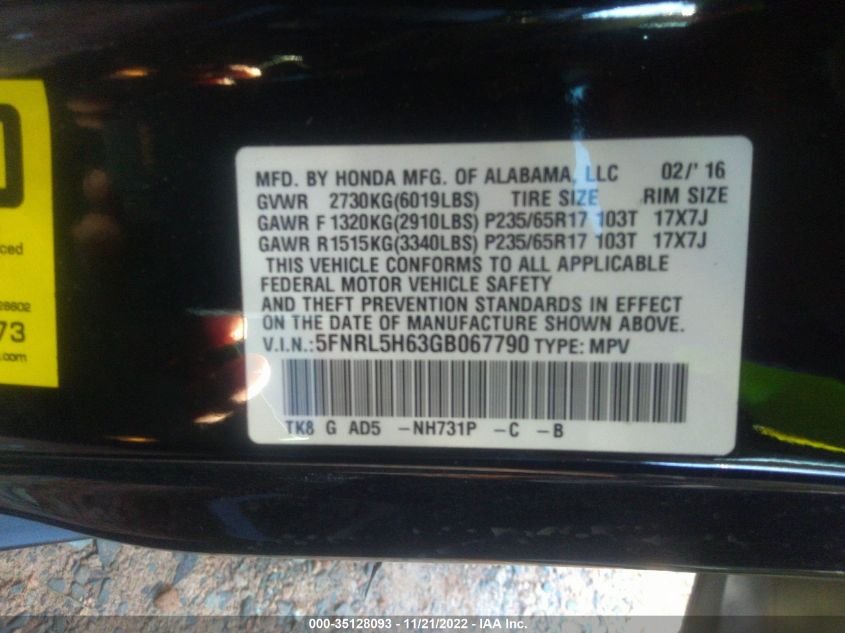 MFD. BY HONDA MFG. OF ALABAMA, LLC 02/' 16
GVWR 2730KG(6019LBS) TIRE SIZE RIM SIZE
GAWR F 1320KG(2910LBS) P235/65R17 103T 17X7J
GAWR R1515KG(3340LBS) P235/65R17 103T 17X7J
THIS VEHICLE CONFORMS TO ALL APPLICABLE
FEDERAL MOTOR VEHICLE SAFETY
AND THEFT PREVENTION STANDARDS IN EFFECT
ON THE DATE OF MANUFACTURE SHOWN ABOVE.
V.I.N.:5FNRL5H63GB067790 TYPE: MPV
TK8 G AD5 -NH731P -C -B
73
.com
000-35128093 - 11/21/2022 - IAA Inc.